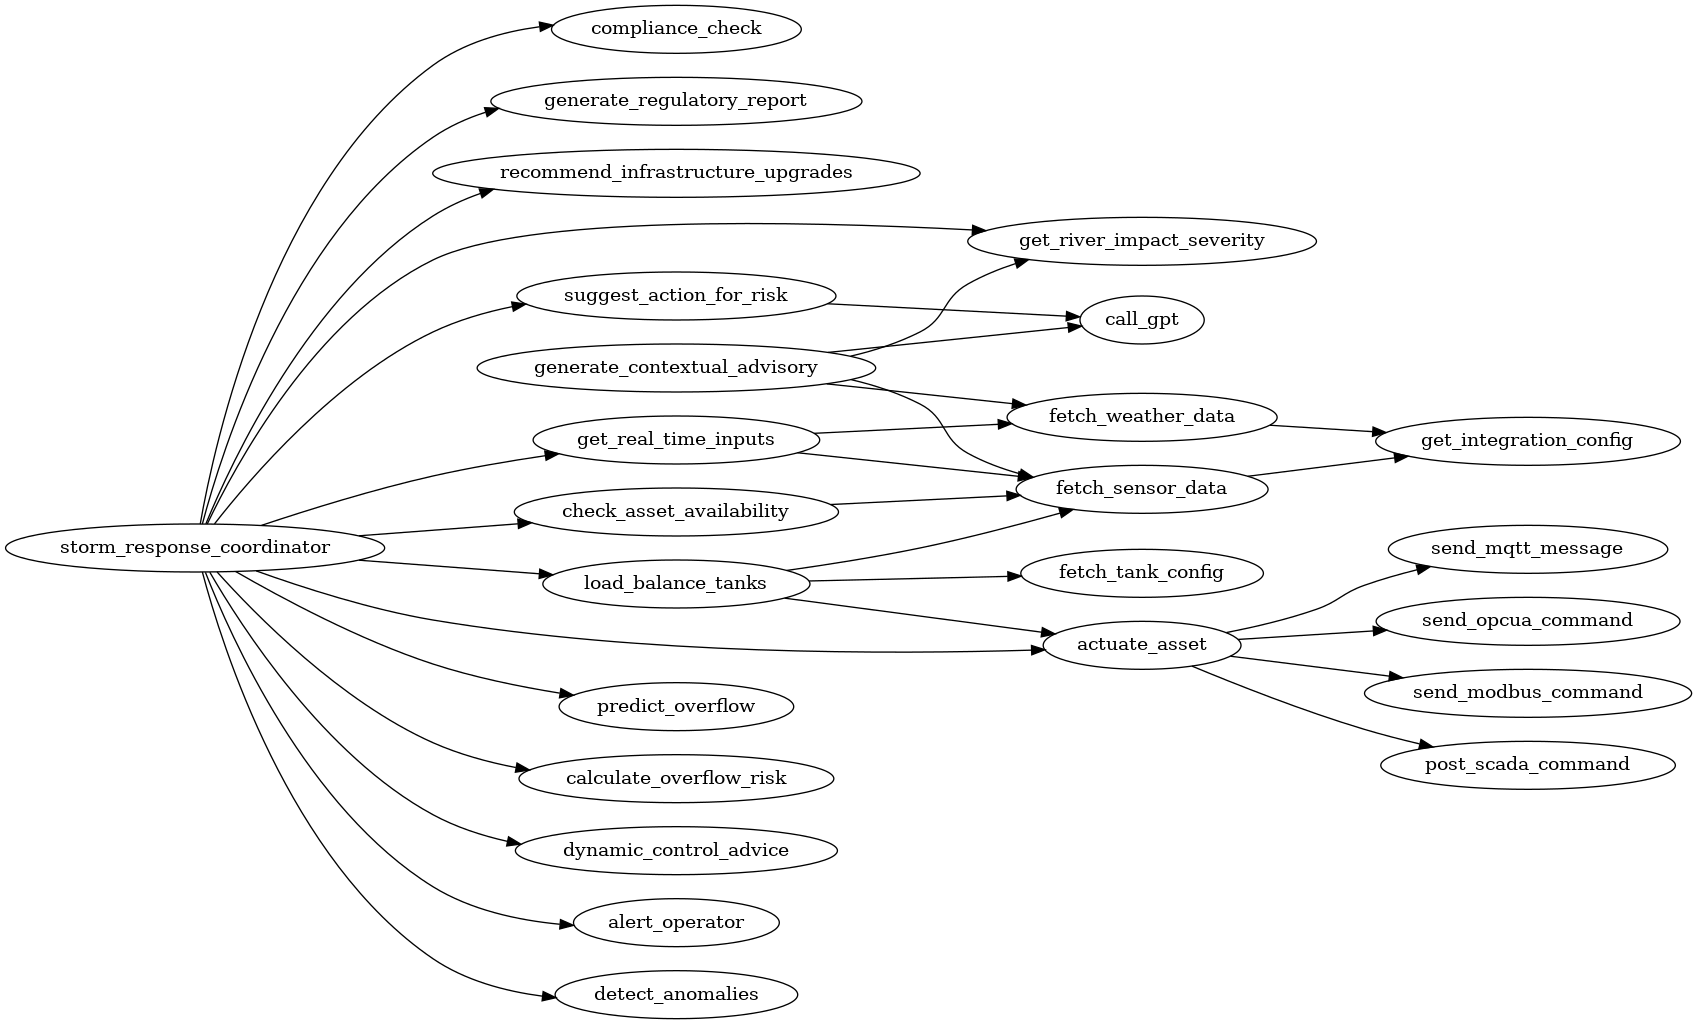 compliance_check
generate_regulatory_report
recommend_infrastructure_upgrades
get_river_impact_severity
suggest_action_for_risk
call_gpt
generate_contextual_advisory
fetch_weather_data
get_real_time_inputs
get_integration_config
fetch_sensor_data
check_asset_availability
storm_response_coordinator
send_mqtt_message
fetch_tank_config
load_balance_tanks
send_opcua_command
actuate_asset
send_modbus_command
predict_overflow
post_scada_command
calculate_overflow_risk
dynamic_control_advice
alert_operator
detect_anomalies